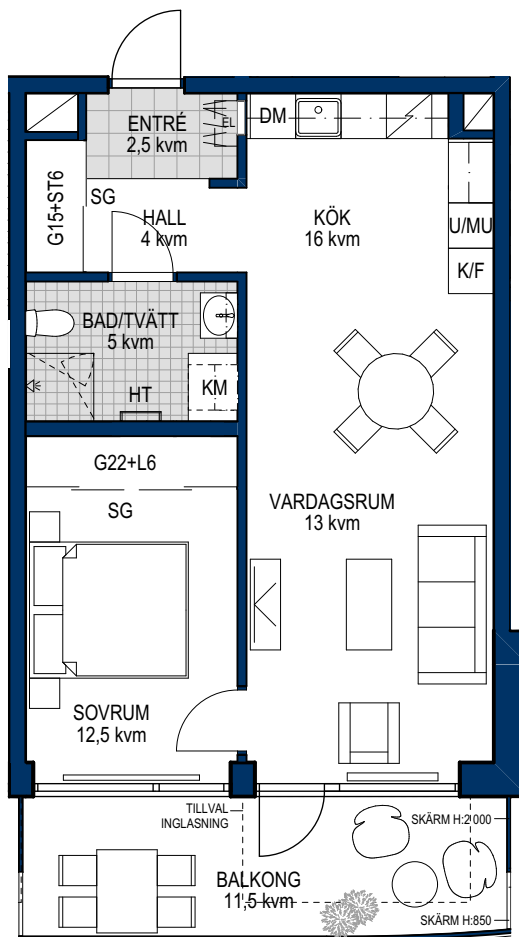 ENTRÉ
2,5 kvm
EL
DM
G15+ST6
SG
HALL
4 kvm
KÖK
16 kvm
U/MU
K/F
BAD/TVÄTT
5 kvm
HT
KM
G22+L6
SG
VARDAGSRUM
13 kvm
SOVRUM
12,5 kvm
TILLVAL
INGLASNING
SKÄRM H:2000
BALKONG
11,5 kvm
SKÄRM H:850